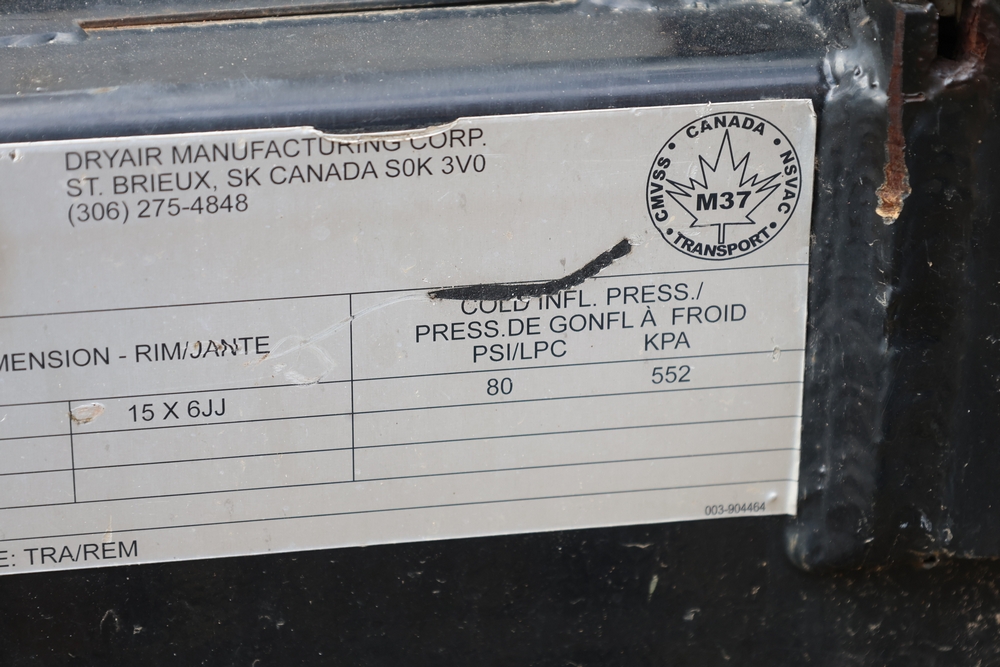 DRYAIR MANUFACTURING CORP.
ST. BRIEUX, SK CANADA S0K 3V0
(306) 275-4848
CANADA
CMVSS
NSVAC
M37
TRANSPORT
MENSION - RIM/JANTE
COLD INFL. PRESS./
PRESS.DE GONFL À FROID
PSI/LPC KPA
15 X 6JJ
80 552
003-904464
E: TRA/REM